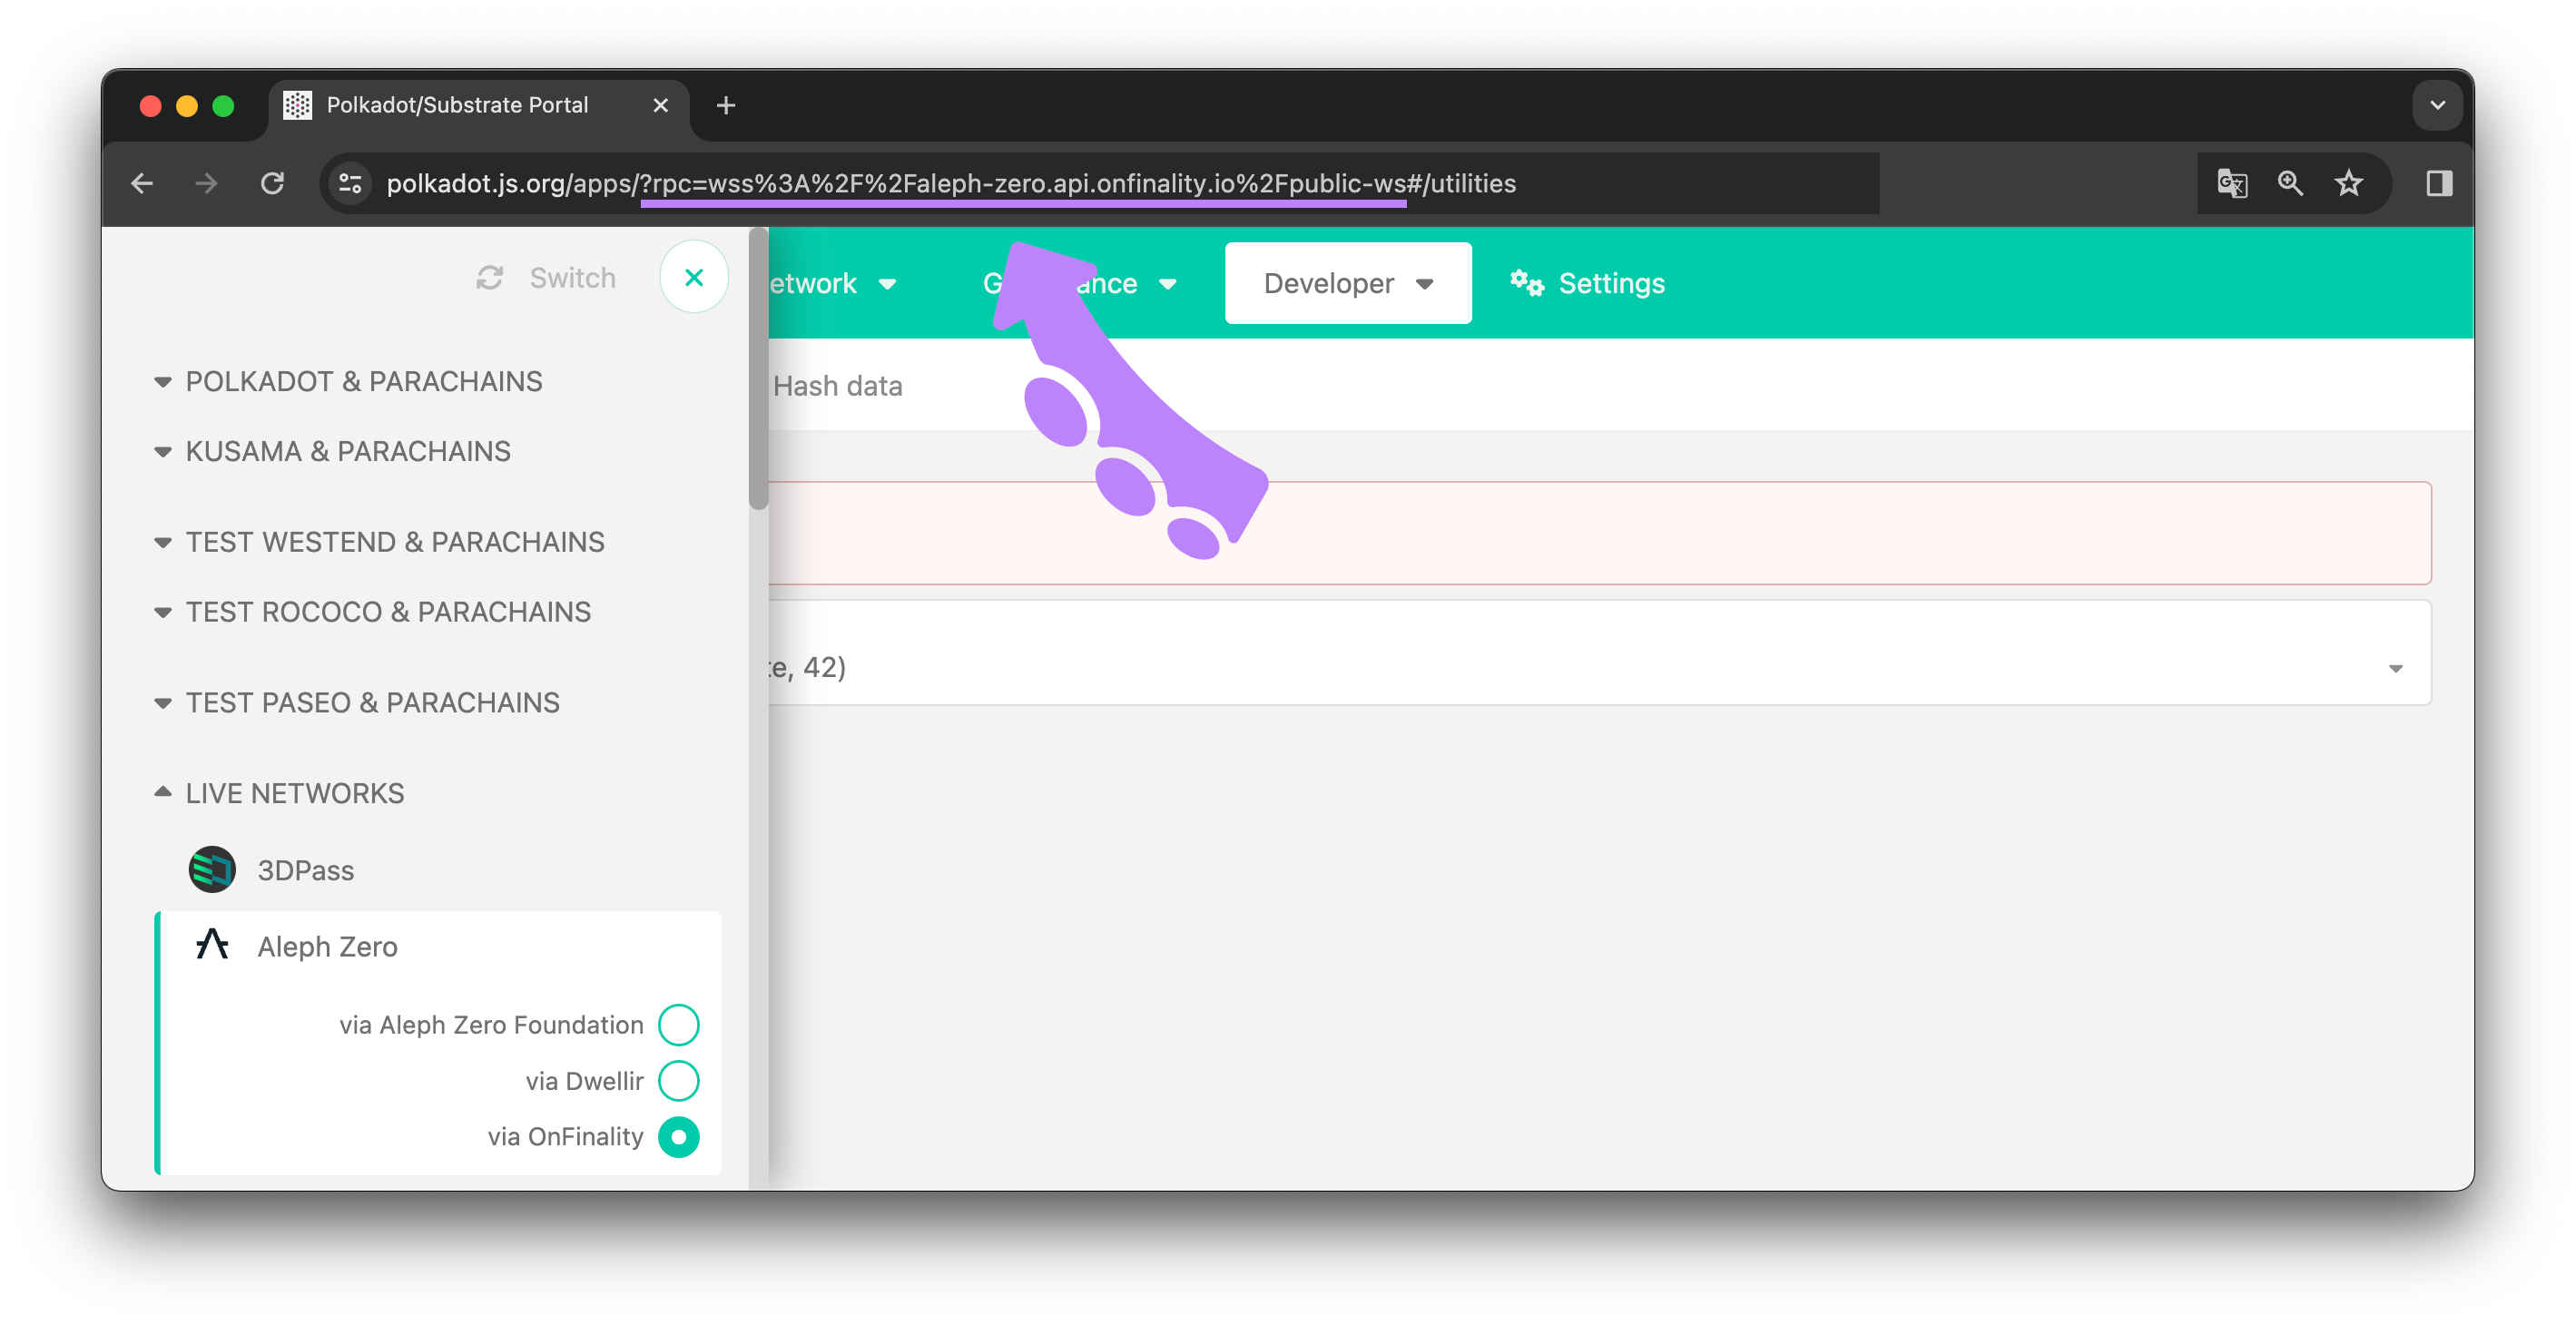 Polkadot/Substrate Portal
polkadot.js.org/apps/?rpc=wss%3A%2F%2Faleph-zero.api.onfinality.io%2Fpublic-ws#/utilities
Switch
etwork
G ance
Developer
Settings
Hash data
POLKADOT & PARACHAINS
KUSAMA & PARACHAINS
TEST WESTEND & PARACHAINS
TEST ROCOCO & PARACHAINS
te, 42)
TEST PASEO & PARACHAINS
LIVE NETWORKS
3DPass
Aleph Zero
via Aleph Zero Foundation
via Dwellir
via OnFinality